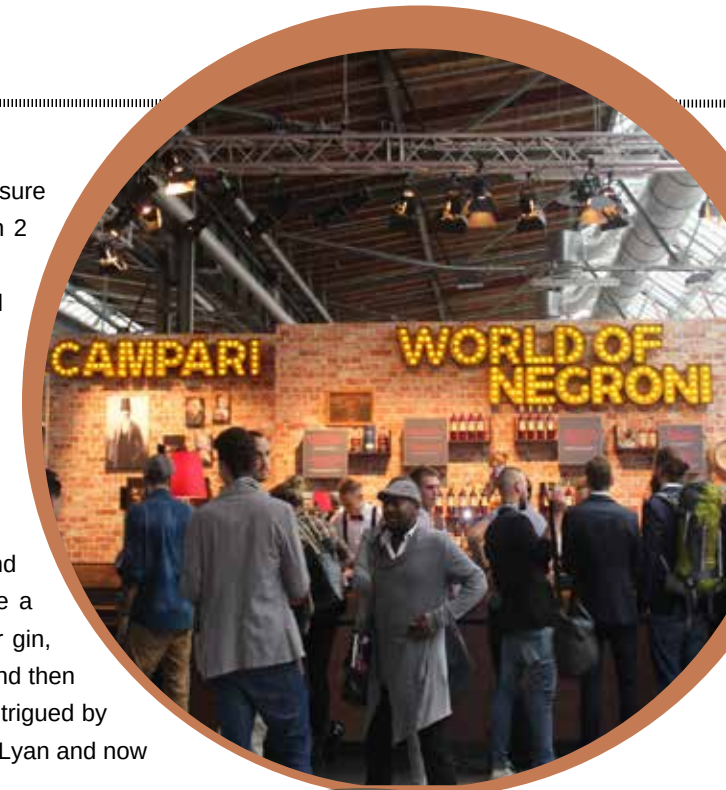 sure
2
nd
e a
gin,
nd then
trigued by
Lyan and now
CAMPARI
WORLD OF
NEGRONI